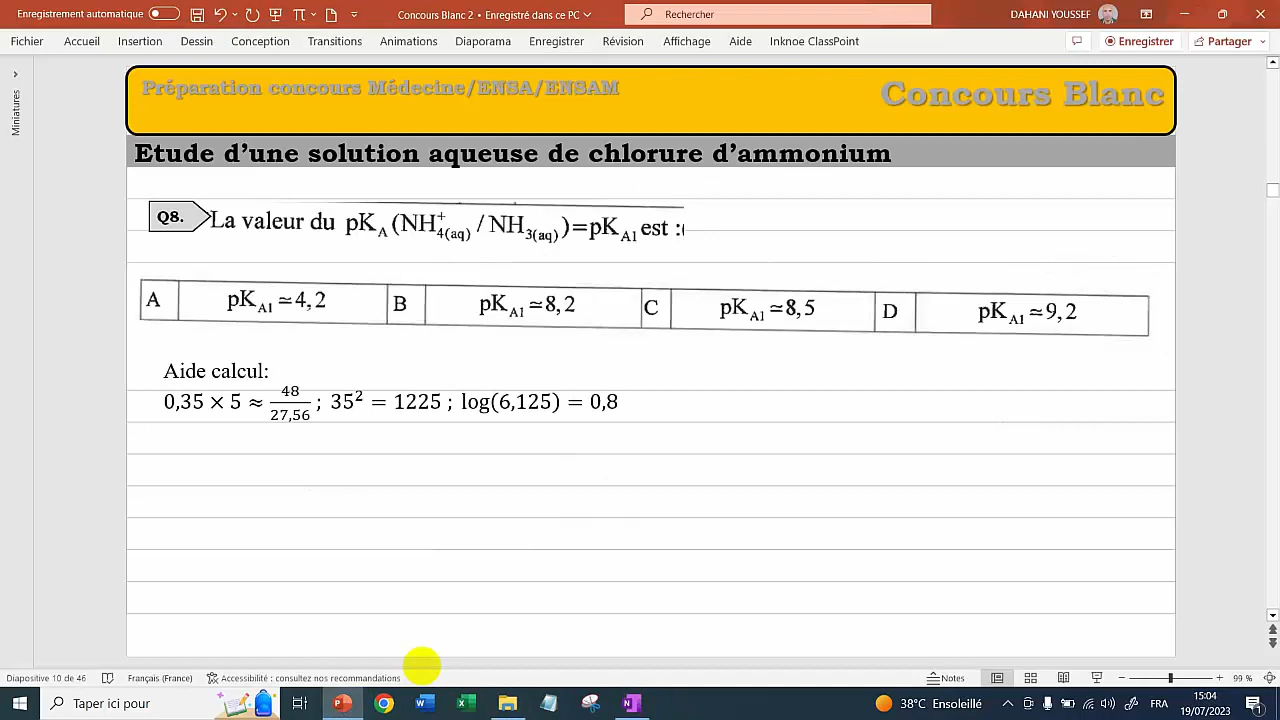 Enregistrement automatique
Concours Blanc 2 • Enregistré dans ce PC
Rechercher
DAHANI YOUSSEF
Fichier Accueil Insertion Dessin Conception Transitions Animations Diaporama Enregistrer Révision Affichage Aide Inknoe ClassPoint
Enregistrer Partager
Miniatures
Préparation concours Médecine/ENSA/ENSAM
Concours Blanc
Etude d’une solution aqueuse de chlorure d’ammonium
Q8. La valeur du pK_A (NH₄⁺(aq) / NH₃(aq))=pK_A1 est :(
A pK_A1 ≃ 4,2 B pK_A1 ≃ 8,2 C pK_A1 ≃ 8,5 D pK_A1 ≃ 9,2
Aide calcul:
0,35 × 5 ≈ 48/27,56 ; 35² = 1225 ; log(6,125) = 0,8
Diapositive 10 de 46 Français (France) Accessibilité : consultez nos recommandations Notes 99 %
Taper ici pour 38°C Ensoleillé FRA 15:04
19/07/2023